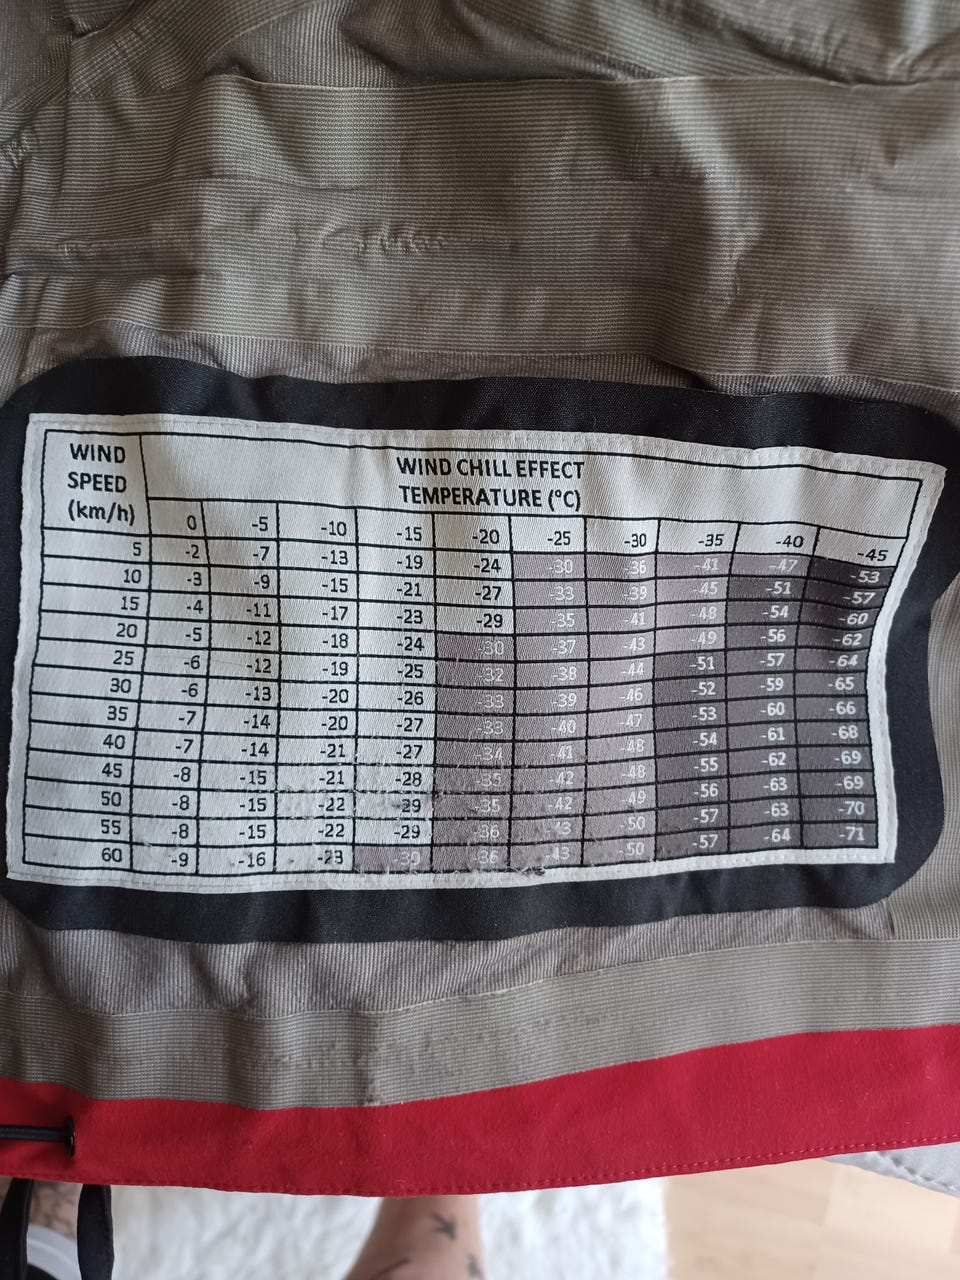 WIND SPEED (km/h)
WIND CHILL EFFECT
TEMPERATURE (°C)
0 -5 -10 -15 -20 -25 -30 -35 -40 -45
5 -2 -7 -13 -19 -24 -30 -36 -41 -47 -53
10 -3 -9 -15 -21 -27 -33 -39 -45 -51 -57
15 -4 -11 -17 -23 -29 -35 -41 -48 -54 -60
20 -5 -12 -18 -24 -30 -37 -43 -49 -56 -62
25 -6 -12 -19 -25 -32 -38 -44 -51 -57 -64
30 -6 -13 -20 -26 -33 -39 -46 -52 -59 -65
35 -7 -14 -20 -27 -33 -40 -47 -53 -60 -66
40 -7 -14 -21 -27 -34 -41 -48 -54 -61 -68
45 -8 -15 -21 -28 -35 -42 -48 -55 -62 -69
50 -8 -15 -22 -29 -35 -42 -49 -56 -63 -69
55 -8 -15 -22 -29 -36 -43 -50 -57 -63 -70
60 -9 -16 -23 -30 -36 -43 -50 -57 -64 -71